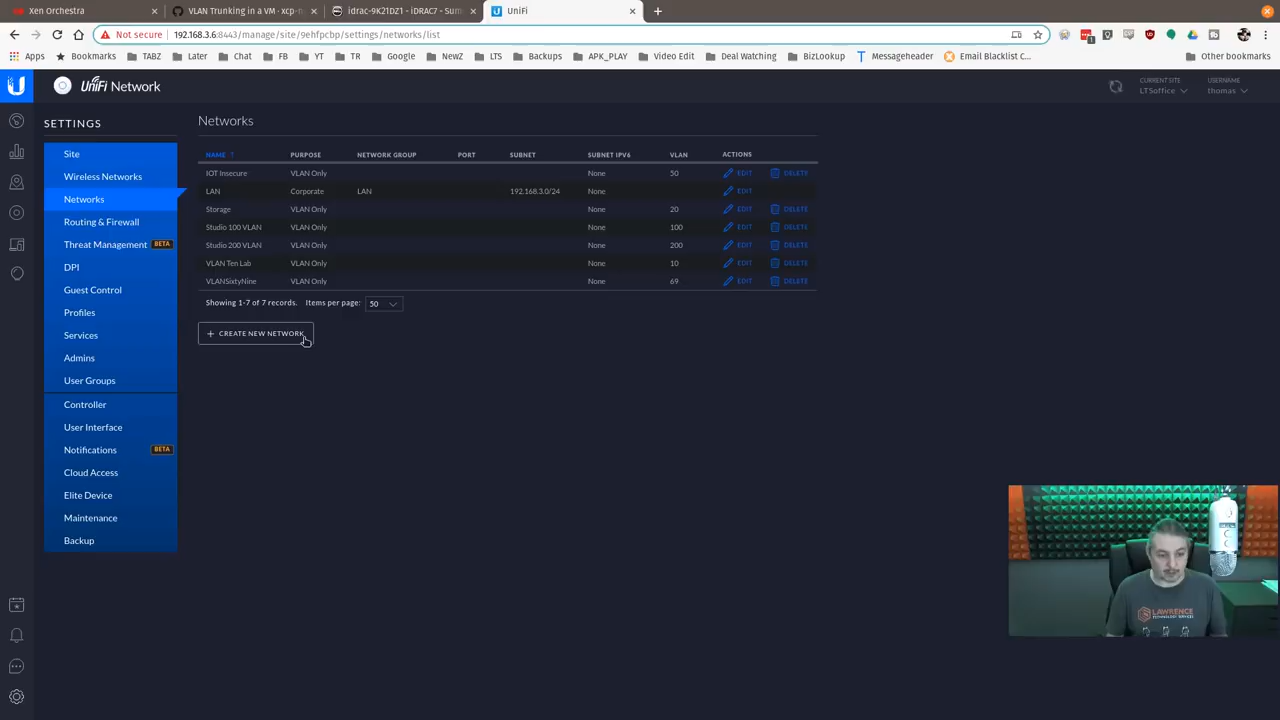 Xen Orchestra
VLAN Trunking in a VM · xcp-n
idrac-9K21DZ1 - iDRAC7 - Sum
UniFi
Not secure
192.168.3.6:8443/manage/site/9ehfpcbp/settings/networks/list
Apps Bookmarks TABZ Later Chat FB YT TR Google NewZ LTS Backups APK_PLAY Video Edit Deal Watching BizLookup Messageheader Email Blacklist c... Other bookmarks
UniFi Network
CURRENT SITE
LTSoffice
USERNAME
thomas
SETTINGS
Site
Wireless Networks
Networks
Routing & Firewall
Threat Management BETA
DPI
Guest Control
Profiles
Services
Admins
User Groups
Controller
User Interface
Notifications BETA
Cloud Access
Elite Device
Maintenance
Backup
Networks
NAME ↑ PURPOSE NETWORK GROUP PORT SUBNET SUBNET IPV6 VLAN ACTIONS
IOT Insecure VLAN Only None 50 EDIT DELETE
LAN Corporate LAN 192.168.3.0/24 None EDIT
Storage VLAN Only None 20 EDIT DELETE
Studio 100 VLAN VLAN Only None 100 EDIT DELETE
Studio 200 VLAN VLAN Only None 200 EDIT DELETE
VLAN Ten Lab VLAN Only None 10 EDIT DELETE
VLANSixtyNine VLAN Only None 69 EDIT DELETE
Showing 1-7 of 7 records. Items per page: 50
+ CREATE NEW NETWORK
LAWRENCE
TECHNOLOGY SERVICES